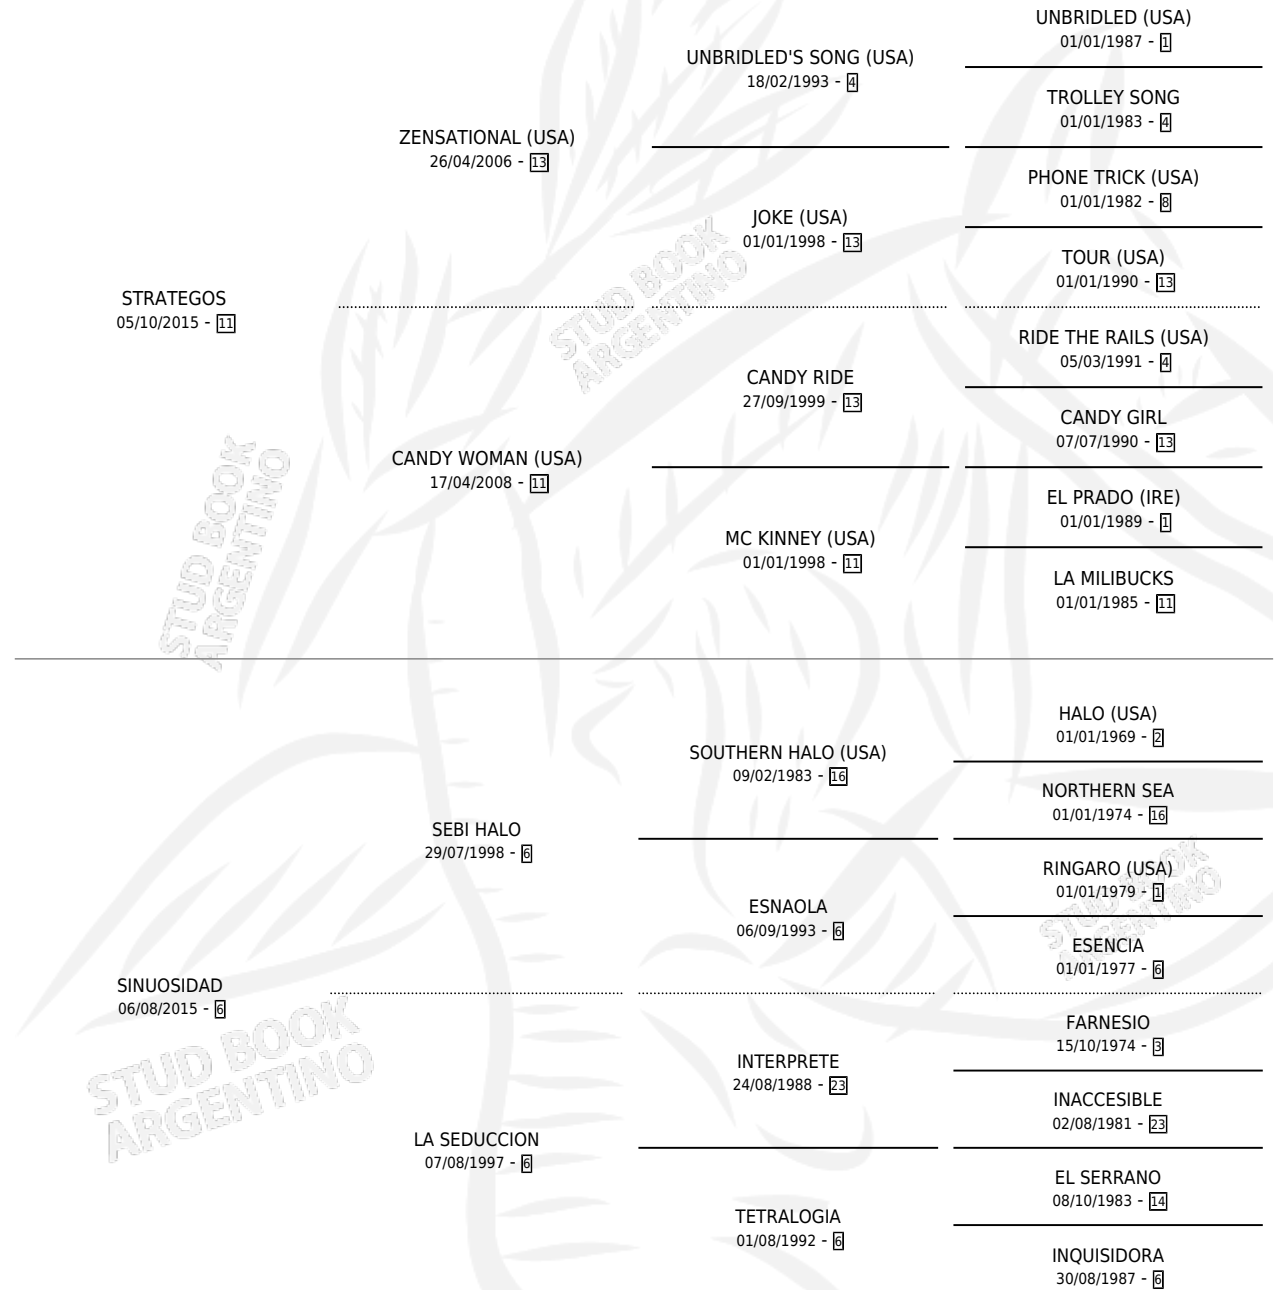 UNBRIDLED (USA)
01/01/1987 - 1
UNBRIDLED'S SONG (USA)
18/02/1993 - 4
TROLLEY SONG
01/01/1983 - 4
ZENSATIONAL (USA)
26/04/2006 - 13
PHONE TRICK (USA)
01/01/1982 - 8
JOKE (USA)
01/01/1998 - 13
TOUR (USA)
01/01/1990 - 13
STRATEGOS
05/10/2015 - 11
STUD BOOK
ARGENTINO
RIDE THE RAILS (USA)
05/03/1991 - 4
CANDY RIDE
27/09/1999 - 13
CANDY GIRL
07/07/1990 - 13
CANDY WOMAN (USA)
17/04/2008 - 11
EL PRADO (IRE)
01/01/1989 - 1
MC KINNEY (USA)
01/01/1998 - 11
LA MILIBUCKS
01/01/1985 - 11
STUD BOOK
ARGENTINO
HALO (USA)
01/01/1969 - 2
SOUTHERN HALO (USA)
09/02/1983 - 16
NORTHERN SEA
01/01/1974 - 16
SEBI HALO
29/07/1998 - 6
RINGARO (USA)
01/01/1979 - 1
ESNAOLA
06/09/1993 - 6
STUD BOOK
ARGENTINO
ESENCIA
01/01/1977 - 6
SINUOSIDAD
06/08/2015 - 6
STUD BOOK
ARGENTINO
FARNESIO
15/10/1974 - 3
INTERPRETE
24/08/1988 - 23
INACCESIBLE
02/08/1981 - 23
LA SEDUCCION
07/08/1997 - 6
EL SERRANO
08/10/1983 - 14
TETRALOGIA
01/08/1992 - 6
INQUISIDORA
30/08/1987 - 6